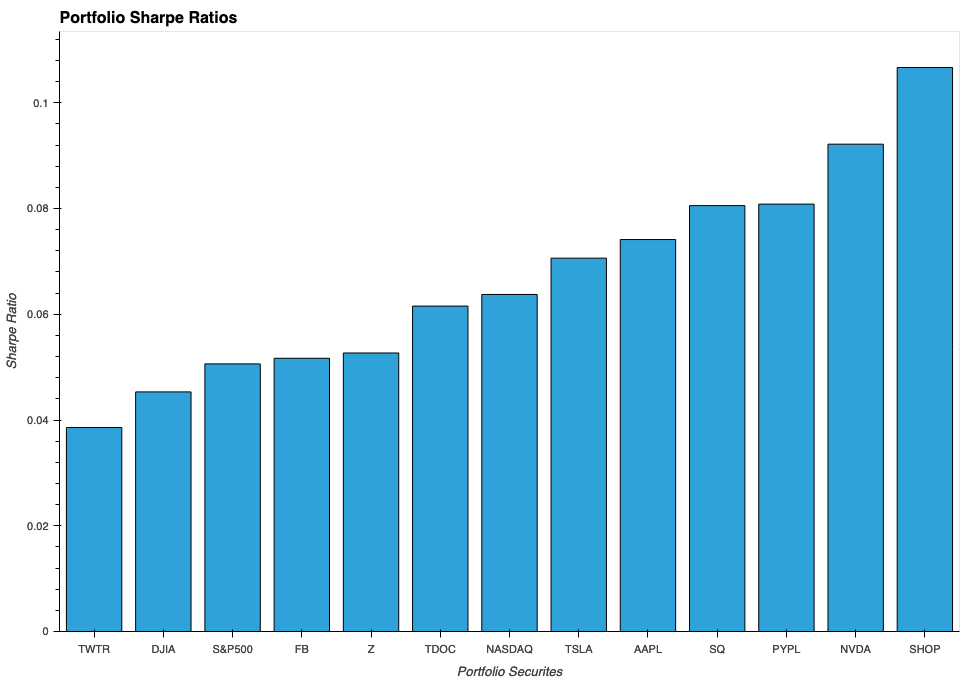 Portfolio Sharpe Ratios
0.1
0.08
0.06
0.04
0.02
0
Sharpe Ratio
TWTR DJIA S&P500 FB Z TDOC NASDAQ TSLA AAPL SQ PYPL NVDA SHOP
Portfolio Securites